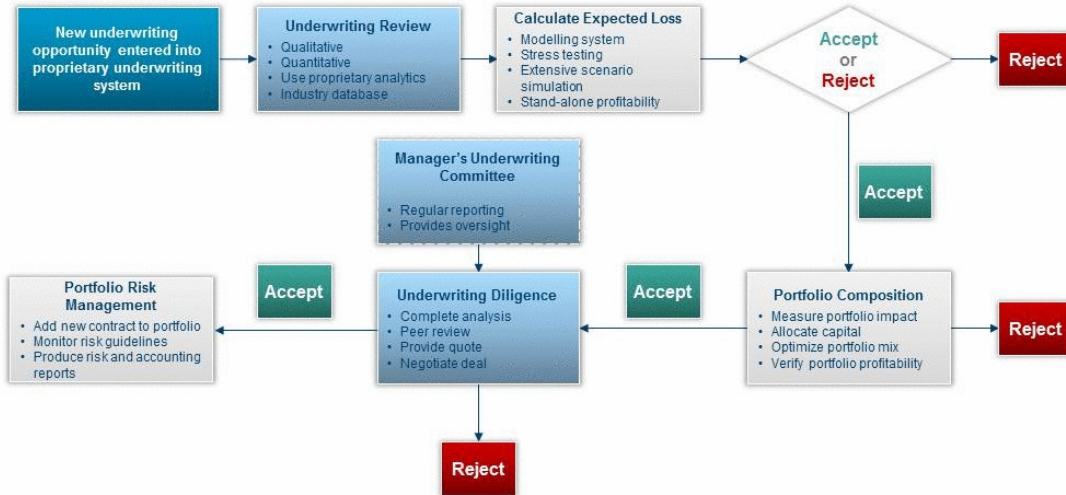 New underwriting
opportunity entered into
proprietary underwriting
system
Underwriting Review
• Qualitative
• Quantitative
• Use proprietary analytics
• Industry database
Calculate Expected Loss
• Modelling system
• Stress testing
• Extensive scenario
simulation
• Stand-alone profitability
Accept
or
Reject
Reject
Manager's Underwriting
Committee
• Regular reporting
• Provides oversight
Accept
Portfolio Risk
Management
• Add new contract to portfolio
• Monitor risk guidelines
• Produce risk and accounting
reports
Accept
Underwriting Diligence
• Complete analysis
• Peer review
• Provide quote
• Negotiate deal
Accept
Portfolio Composition
• Measure portfolio impact
• Allocate capital
• Optimize portfolio mix
• Verify portfolio profitability
Reject
Reject